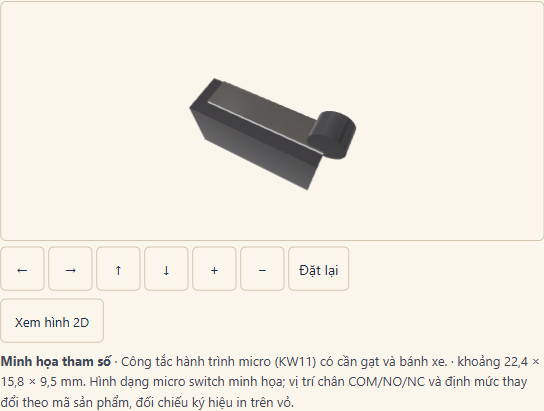 ← → ↑ ↓ + − Đặt lại
Xem hình 2D
Minh họa tham số · Công tắc hành trình micro (KW11) có cần gạt và bánh xe. · khoảng 22,4 ×
15,8 × 9,5 mm. Hình dạng micro switch minh họa; vị trí chân COM/NO/NC và định mức thay
đổi theo mã sản phẩm, đối chiếu ký hiệu in trên vỏ.